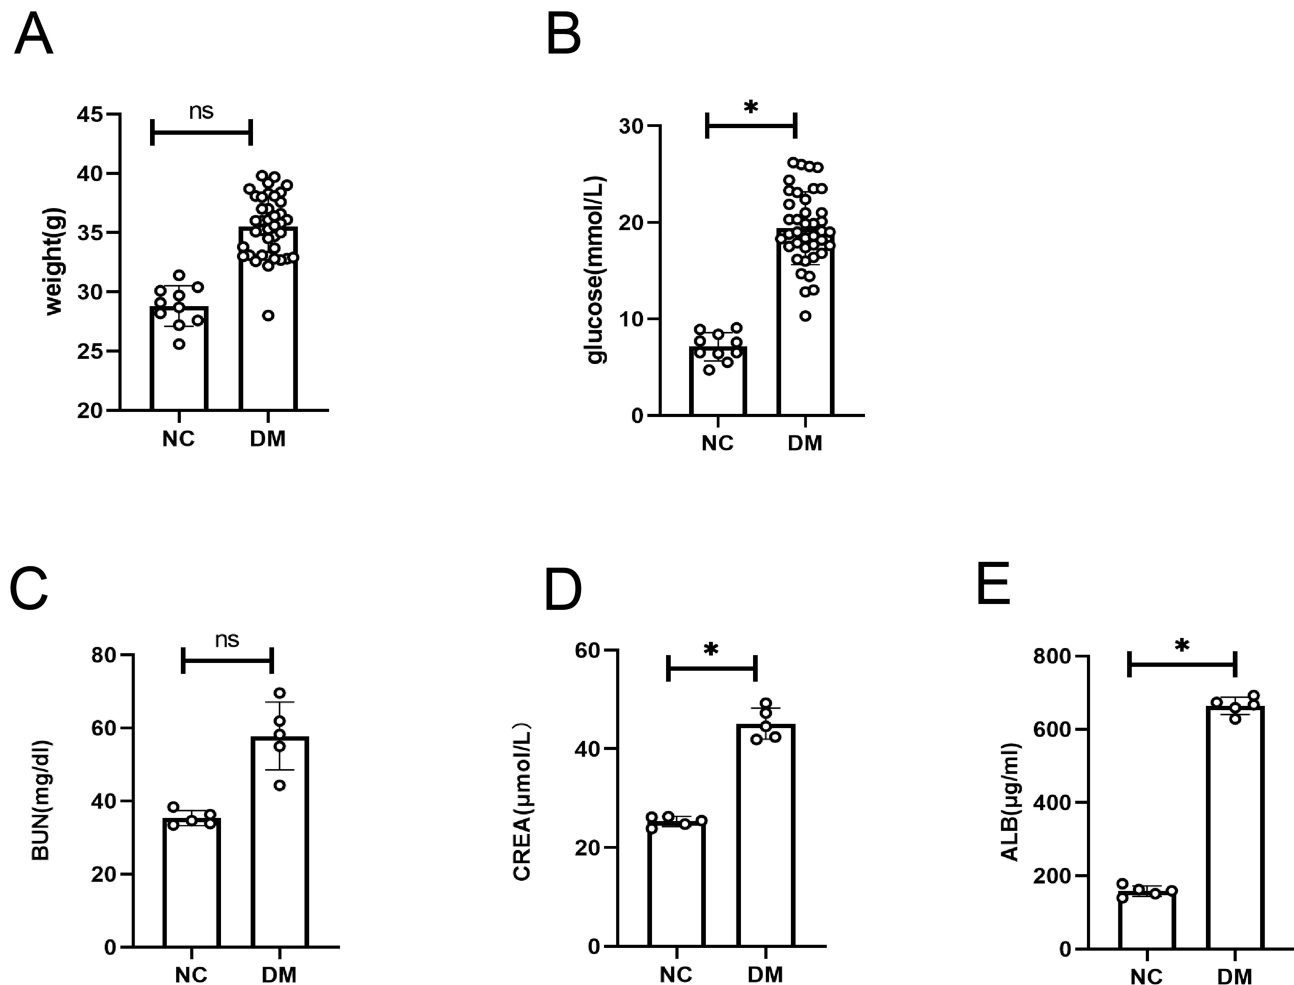 A
B
ns
45
40
35
30
25
20
weight(g)
NC
DM
*
30
20
10
0
glucose(mmol/L)
NC
DM
C
D
E
ns
80
60
40
20
0
BUN(mg/dl)
NC
DM
*
60
40
20
0
CREA(μmol/L)
NC
DM
*
800
600
400
200
0
ALB(μg/ml)
NC
DM